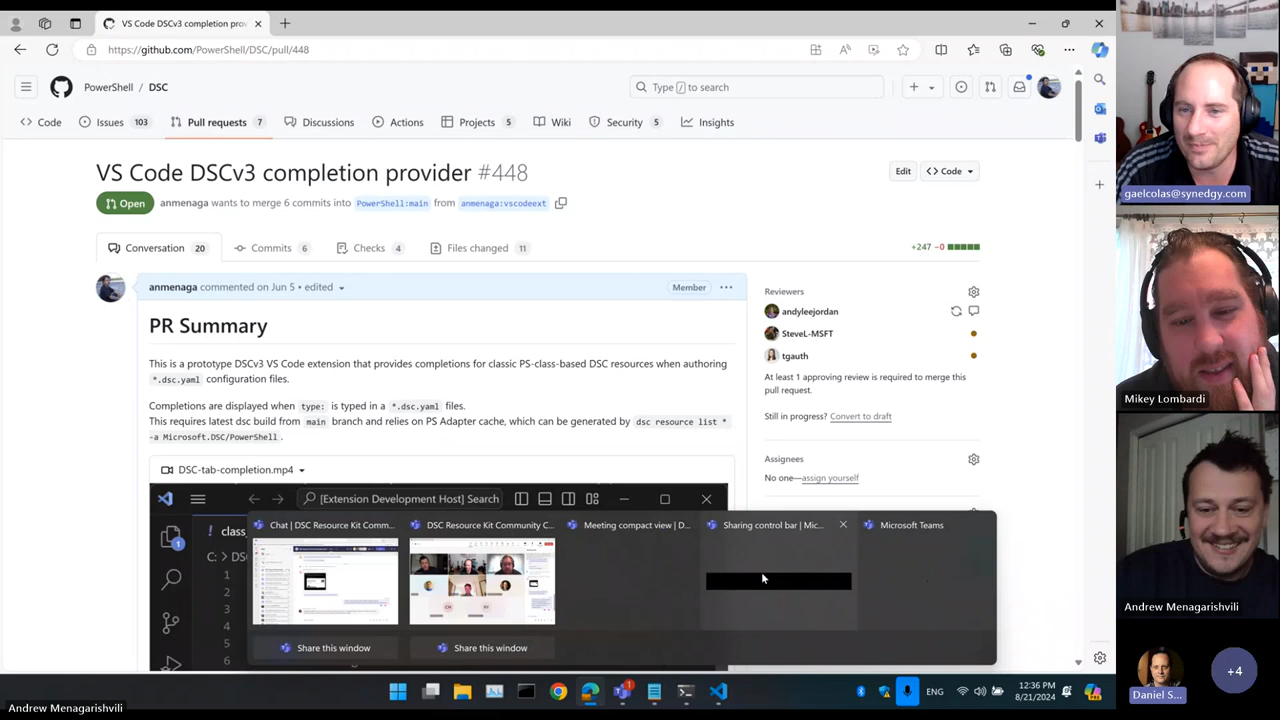 VS Code DSCv3 completion prov
https://github.com/PowerShell/DSC/pull/448
PowerShell / DSC
Type / to search
Code
Issues 103
Pull requests 7
Discussions
Actions
Projects 5
Wiki
Security 5
Insights
VS Code DSCv3 completion provider #448
Edit
<> Code
Open
anmenaga wants to merge 6 commits into PowerShell:main from anmenaga:vscodeext
Conversation 20
Commits 6
Checks 4
Files changed 11
+247 −0
anmenaga commented on Jun 5 • edited
Member
PR Summary
This is a prototype DSCv3 VS Code extension that provides completions for classic PS-class-based DSC resources when authoring
*.dsc.yaml configuration files.
Completions are displayed when type: is typed in a *.dsc.yaml files.
This requires latest dsc build from main branch and relies on PS Adapter cache, which can be generated by dsc resource list *
-a Microsoft.DSC/PowerShell .
DSC-tab-completion.mp4
[Extension Development Host] Search
class_
C: > DS
1
2
3
4
5
6
1
Reviewers
andyleejordan
SteveL-MSFT
tgauth
At least 1 approving review is required to merge this
pull request.
Still in progress? Convert to draft
Assignees
No one—assign yourself
Chat | DSC Resource Kit Comm...
DSC Resource Kit Community C...
Meeting compact view | D...
Sharing control bar | Mic...
Microsoft Teams
Share this window
Share this window
ENG
12:36 PM
8/21/2024
Andrew Menagarishvili
gaelcolas@synedgy.com
Mikey Lombardi
Andrew Menagarishvili
Daniel S...
+4